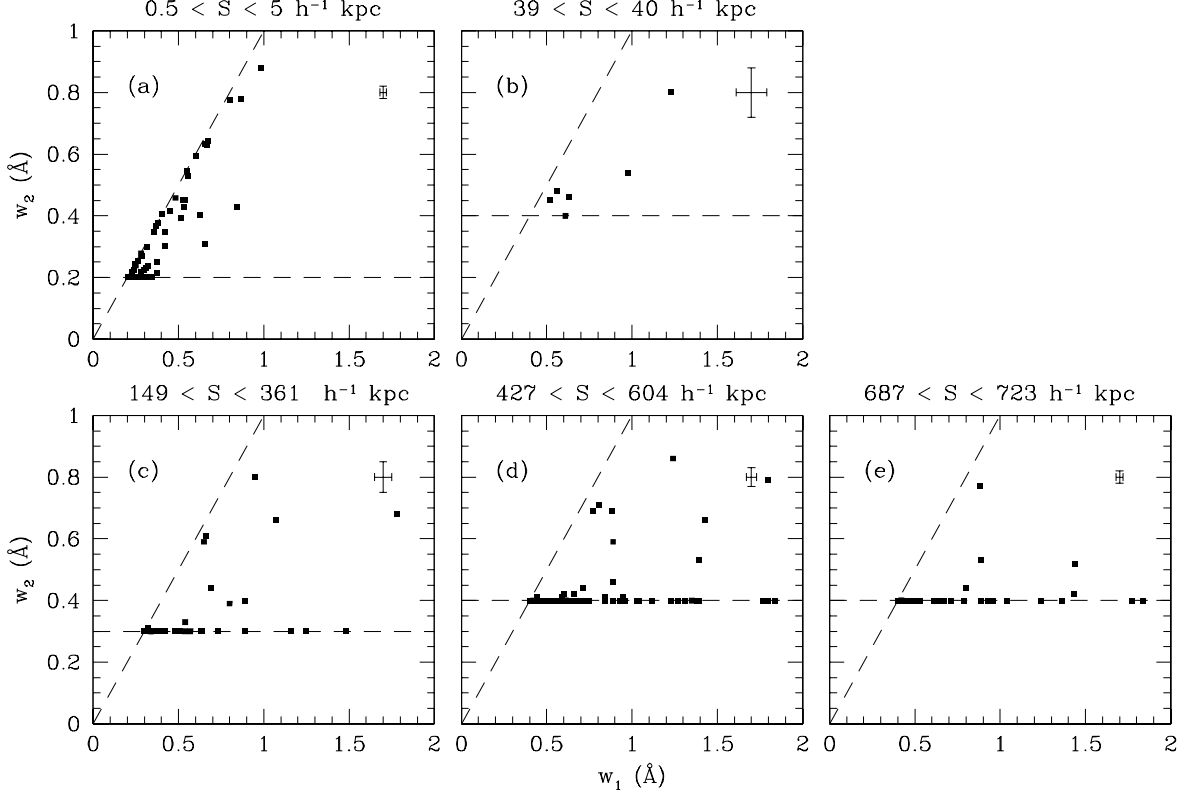 0.5 < S < 5 h⁻¹ kpc
39 < S < 40 h⁻¹ kpc
(a)
(b)
w₂ (Å)
1
0.8
0.6
0.4
0.2
0
0 0.5 1 1.5 2
0 0.5 1 1.5 2
149 < S < 361 h⁻¹ kpc
427 < S < 604 h⁻¹ kpc
687 < S < 723 h⁻¹ kpc
(c)
(d)
(e)
w₂ (Å)
1
0.8
0.6
0.4
0.2
0
0 0.5 1 1.5 2
0 0.5 1 1.5 2
0 0.5 1 1.5 2
w₁ (Å)